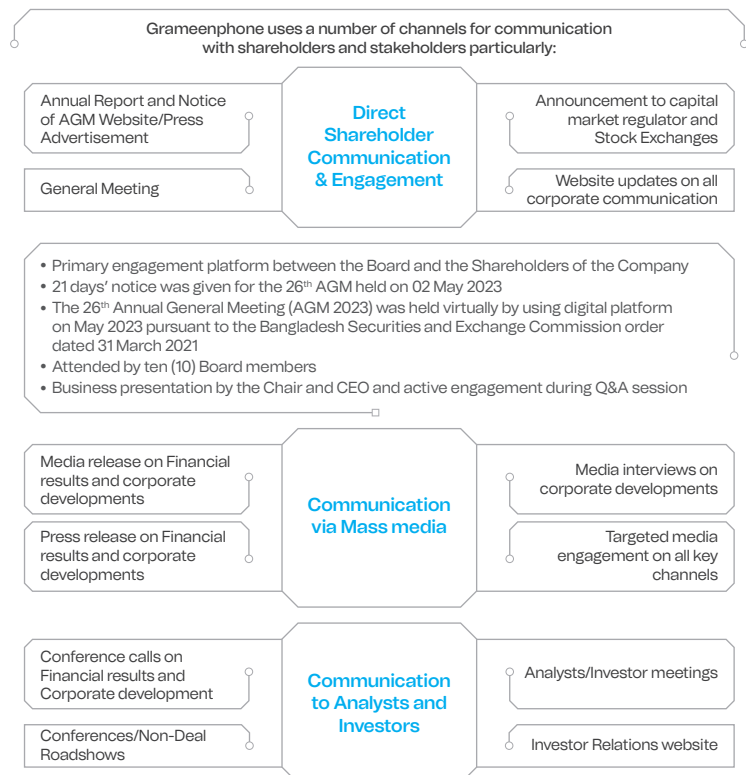 Grameenphone uses a number of channels for communication
with shareholders and stakeholders particularly:
Annual Report and Notice
of AGM Website/Press
Advertisement
General Meeting
Direct
Shareholder
Communication
& Engagement
Announcement to capital
market regulator and
Stock Exchanges
Website updates on all
corporate communication
• Primary engagement platform between the Board and the Shareholders of the Company
• 21 days' notice was given for the 26th AGM held on 02 May 2023
• The 26th Annual General Meeting (AGM 2023) was held virtually by using digital platform
on May 2023 pursuant to the Bangladesh Securities and Exchange Commission order
dated 31 March 2021
• Attended by ten (10) Board members
• Business presentation by the Chair and CEO and active engagement during Q&A session
Media release on Financial
results and corporate
developments
Press release on Financial
results and corporate
developments
Communication
via Mass media
Media interviews on
corporate developments
Targeted media
engagement on all key
channels
Conference calls on
Financial results and
Corporate development
Conferences/Non-Deal
Roadshows
Communication
to Analysts and
Investors
Analysts/Investor meetings
Investor Relations website